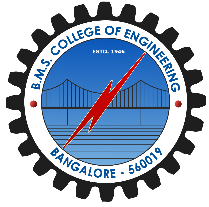 B.M.S. COLLEGE OF ENGINEERING
ESTD. 1946
BANGALORE - 560019